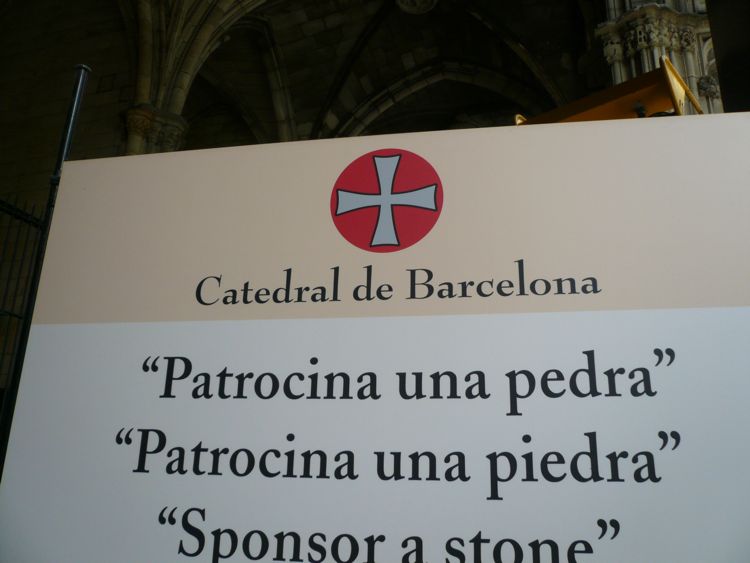 Catedral de Barcelona
“Patrocina una pedra”
“Patrocina una piedra”
“Sponsor a stone”